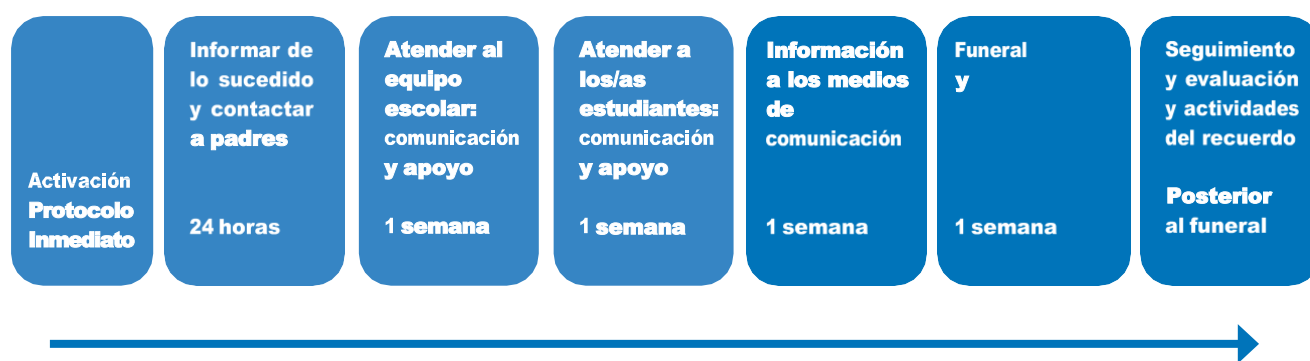 Activación
Protocolo
Inmediato
Informar de
lo sucedido
y contactar
a padres
24 horas
Atender al
equipo
escolar:
comunicación
y apoyo
1 semana
Atender a
los/as
estudiantes:
comunicación
y apoyo
1 semana
Información
a los medios
de
comunicación
1 semana
Funeral
y
1 semana
Seguimiento
y evaluación
y actividades
del recuerdo
Posterior
al funeral